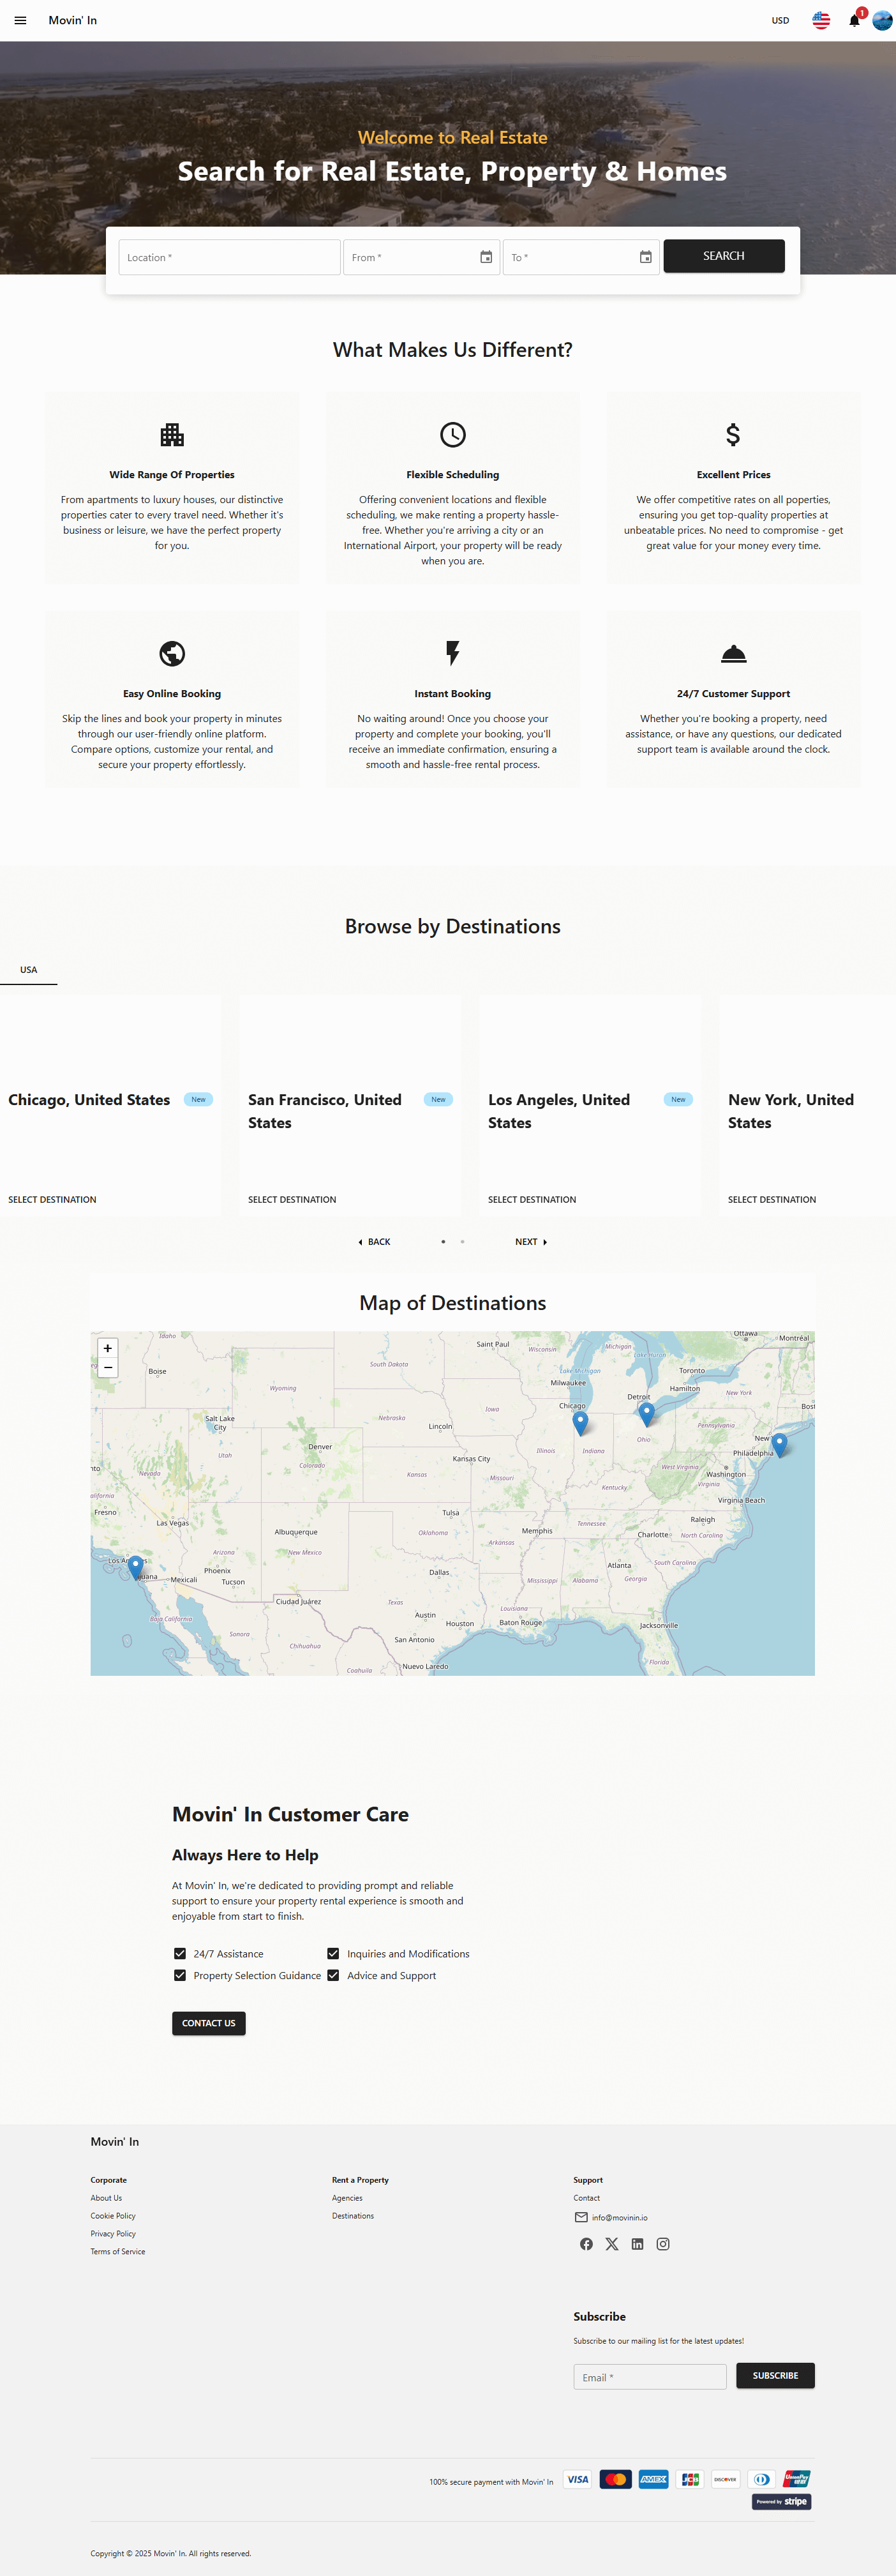 Movin' In
USD
1
Welcome to Real Estate
Search for Real Estate, Property & Homes
Location *
From *
To *
SEARCH
What Makes Us Different?
Wide Range Of Properties
From apartments to luxury houses, our distinctive
properties cater to every travel need. Whether it's
business or leisure, we have the perfect property
for you.
Flexible Scheduling
Offering convenient locations and flexible
scheduling, we make renting a property hassle-
free. Whether you're arriving a city or an
International Airport, your property will be ready
when you are.
Excellent Prices
We offer competitive rates on all poperties,
ensuring you get top-quality properties at
unbeatable prices. No need to compromise - get
great value for your money every time.
Easy Online Booking
Skip the lines and book your property in minutes
through our user-friendly online platform.
Compare options, customize your rental, and
secure your property effortlessly.
Instant Booking
No waiting around! Once you choose your
property and complete your booking, you'll
receive an immediate confirmation, ensuring a
smooth and hassle-free rental process.
24/7 Customer Support
Whether you're booking a property, need
assistance, or have any questions, our dedicated
support team is available around the clock.
Browse by Destinations
USA
Chicago, United States
New
SELECT DESTINATION
San Francisco, United
States
New
SELECT DESTINATION
Los Angeles, United
States
New
SELECT DESTINATION
New York, United
States
SELECT DESTINATION
BACK
NEXT
Map of Destinations
+
−
Idaho
Boise
Wyoming
South Dakota
Saint Paul
Wisconsin
Michigan
Lake Michigan
Lake Huron
Ottawa
Montréal
Toronto
Hamilton
Milwaukee
Detroit
New York
Chicago
Bost
Salt Lake
City
Nebraska
Iowa
Lincoln
Pennsylvania
Utah
Denver
Colorado
Illinois
Indiana
Ohio
New
Philadelphia
nto
Nevada
Kansas City
Kansas
Missouri
West Virginia
Washington
Virginia
alifornia
Fresno
Kentucky
Virginia Beach
Las Vegas
Tulsa
Raleigh
Albuquerque
Oklahoma
Memphis
Tennessee
Charlotte
North Carolina
Arizona
New Mexico
Arkansas
Los Angeles
Phoenix
Dallas
Atlanta
South Carolina
juana
Mexicali
Tucson
Mississippi
Alabama
Georgia
Ciudad Juárez
Texas
Louisiana
Baja California
Austin
Houston
Baton Rouge
Jacksonville
Sonora
Chihuahua
San Antonio
Florida
Coahuila
Nuevo Laredo
Movin' In Customer Care
Always Here to Help
At Movin' In, we're dedicated to providing prompt and reliable
support to ensure your property rental experience is smooth and
enjoyable from start to finish.
24/7 Assistance
Inquiries and Modifications
Property Selection Guidance
Advice and Support
CONTACT US
Movin' In
Corporate
About Us
Cookie Policy
Privacy Policy
Terms of Service
Rent a Property
Agencies
Destinations
Support
Contact
info@movinin.io
Subscribe
Subscribe to our mailing list for the latest updates!
Email *
SUBSCRIBE
100% secure payment with Movin' In
VISA
AMEX
JCB
DISCOVER
UnionPay
Powered by stripe
Copyright © 2025 Movin' In. All rights reserved.